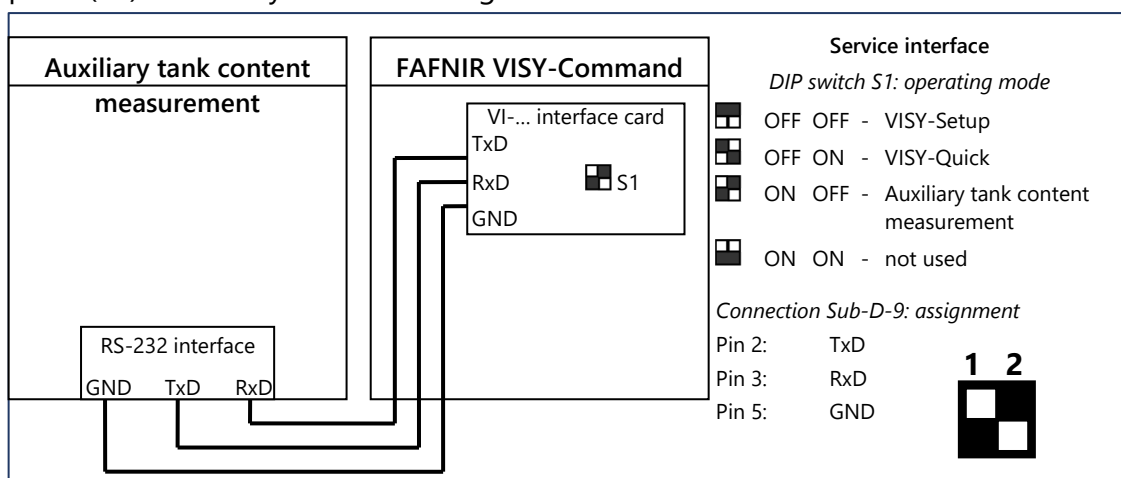 Auxiliary tank content
measurement
FAFNIR VISY-Command
VI-... interface card
TxD
RxD
GND
S1
RS-232 interface
GND TxD RxD
Service interface
DIP switch S1: operating mode
OFF OFF - VISY-Setup
OFF ON - VISY-Quick
ON OFF - Auxiliary tank content
measurement
ON ON - not used
Connection Sub-D-9: assignment
Pin 2: TxD
Pin 3: RxD
Pin 5: GND
1 2